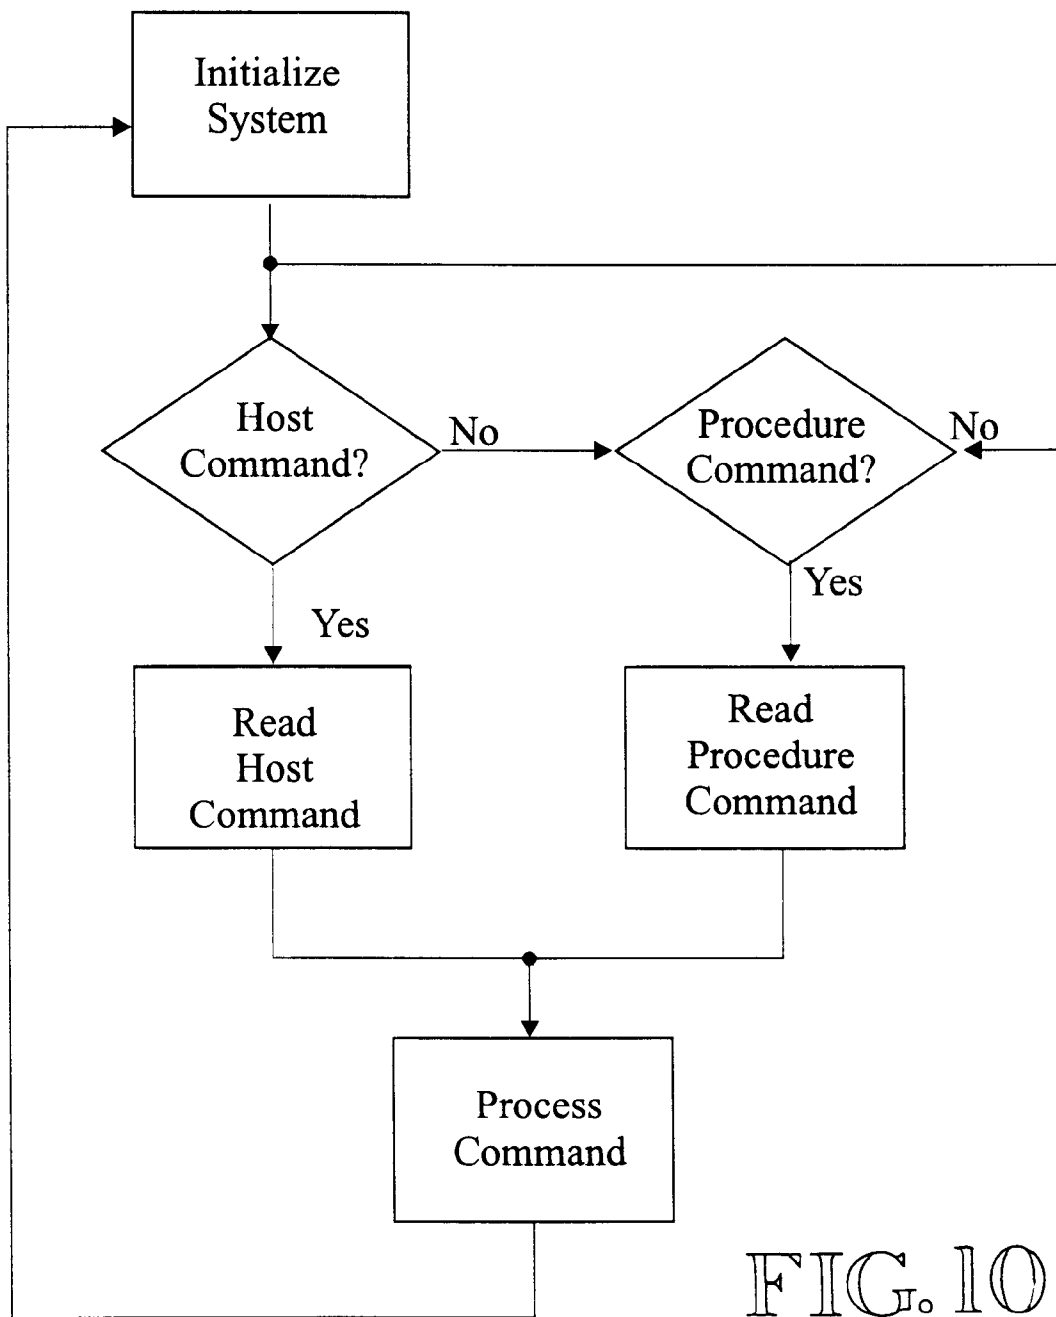 Initialize
System
Host
Command?
No
Procedure
Command?
No
Yes
Yes
Read
Host
Command
Read
Procedure
Command
Process
Command
FIG. 10